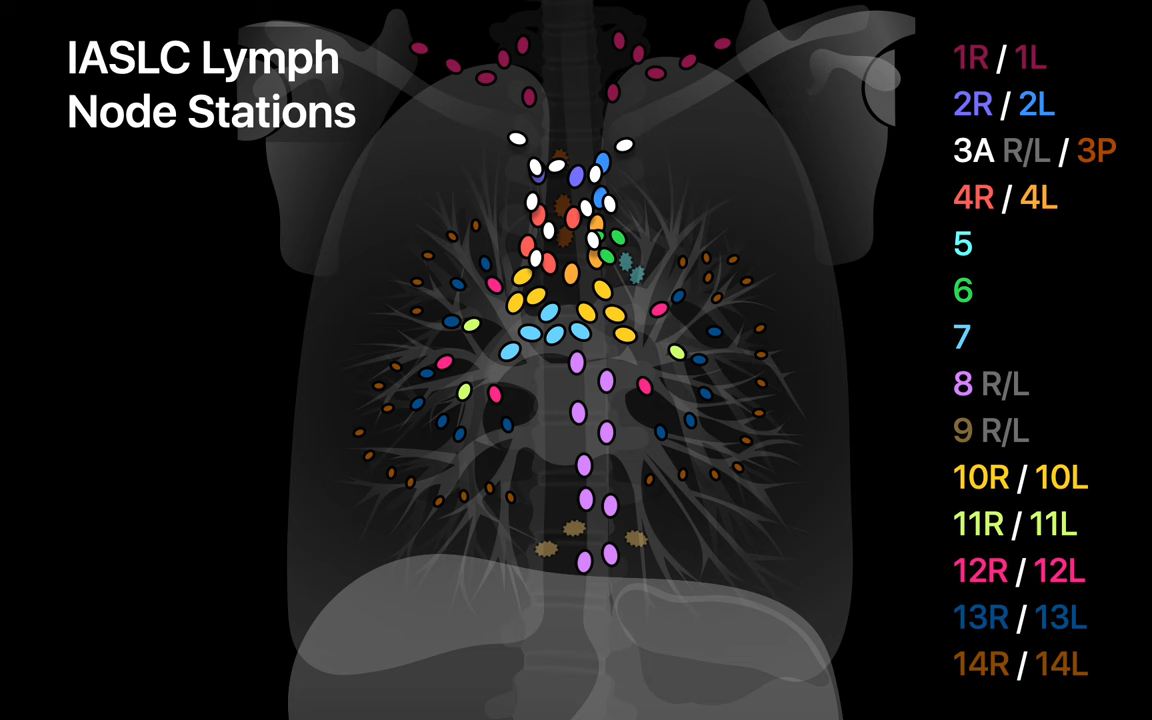 IASLC Lymph
Node Stations
1R / 1L
2R / 2L
3A R/L / 3P
4R / 4L
5
6
7
8 R/L
9 R/L
10R / 10L
11R / 11L
12R / 12L
13R / 13L
14R / 14L